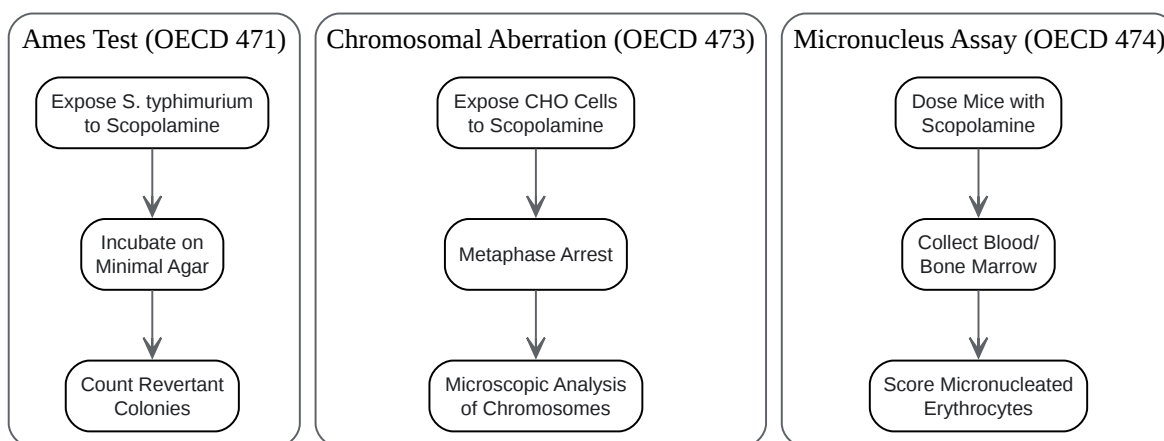 Ames Test (OECD 471)
Expose S. typhimurium
to Scopolamine
Incubate on
Minimal Agar
Count Revertant
Colonies
Chromosomal Aberration (OECD 473)
Expose CHO Cells
to Scopolamine
Metaphase Arrest
Microscopic Analysis
of Chromosomes
Micronucleus Assay (OECD 474)
Dose Mice with
Scopolamine
Collect Blood/
Bone Marrow
Score Micronucleated
Erythrocytes